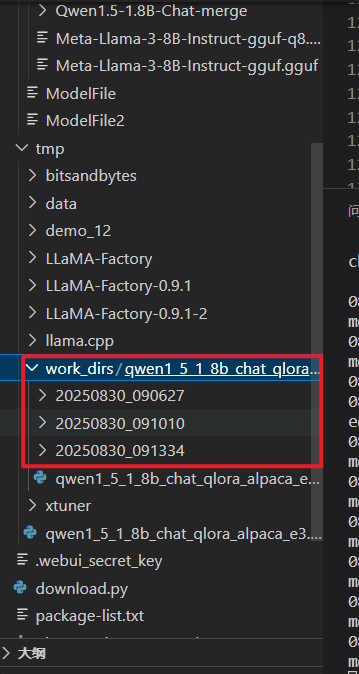 Qwen1.5-1.8B-Chat-merge
Meta-Llama-3-8B-Instruct-gguf-q8....
Meta-Llama-3-8B-Instruct-gguf.gguf
ModelFile
ModelFile2
tmp
bitsandbytes
data
demo_12
LLaMA-Factory
LLaMA-Factory-0.9.1
LLaMA-Factory-0.9.1-2
llama.cpp
work_dirs/qwen1_5_1_8b_chat_qlora...
20250830_090627
20250830_091010
20250830_091334
qwen1_5_1_8b_chat_qlora_alpaca_e...
xtuner
qwen1_5_1_8b_chat_qlora_alpaca_e3....
.webui_secret_key
download.py
package-list.txt
大纲